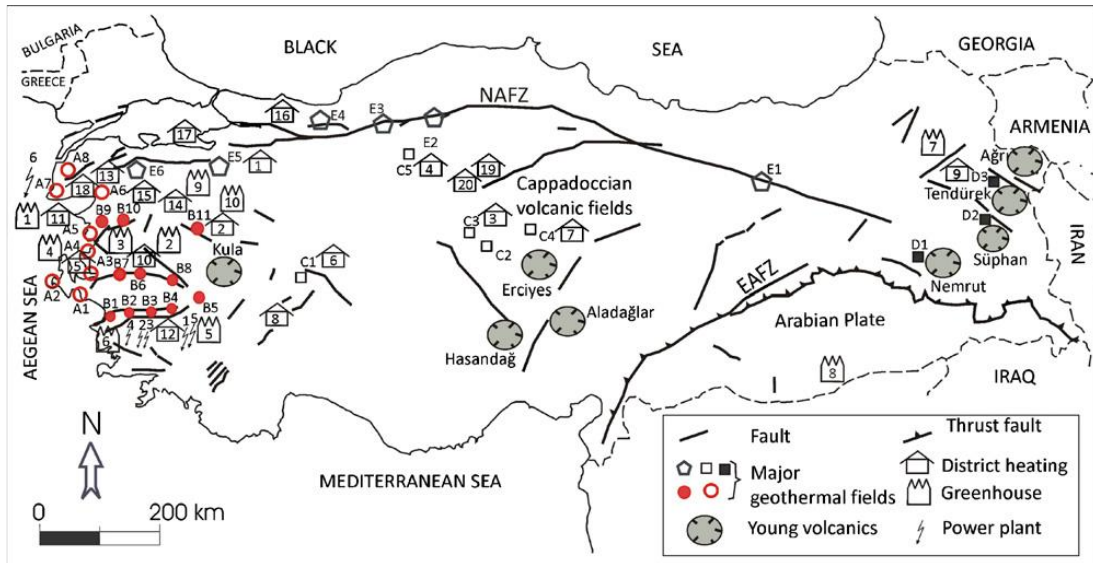 BULGARIA
GREECE
BLACK
SEA
GEORGIA
ARMENIA
IRAN
IRAQ
AEGEAN SEA
MEDITERRANEAN SEA
NAFZ
EAFZ
Arabian Plate
Cappadoccian
volcanic fields
16
E4
E3
E2
17
7
6
A8
E5
1
C5
4
19
9
Ağrı
13
E6
9
20
E1
D3
A7
18
A6
15
14
10
Tendürek
1
11
B9
B10
B11
2
C3
3
C4
7
D2
A5
4
A4
3
2
Kula
C2
D1
Süphan
15
A3
10
B7
B6
B8
C1
6
Erciyes
Nemrut
A2
A1
B1
B2
B3
B4
B5
8
Aladağlar
4
23
12
15
5
6
Hasandağ
8
N
0
200 km
Fault
Thrust fault
Major
geothermal fields
District heating
Greenhouse
Young volcanics
Power plant